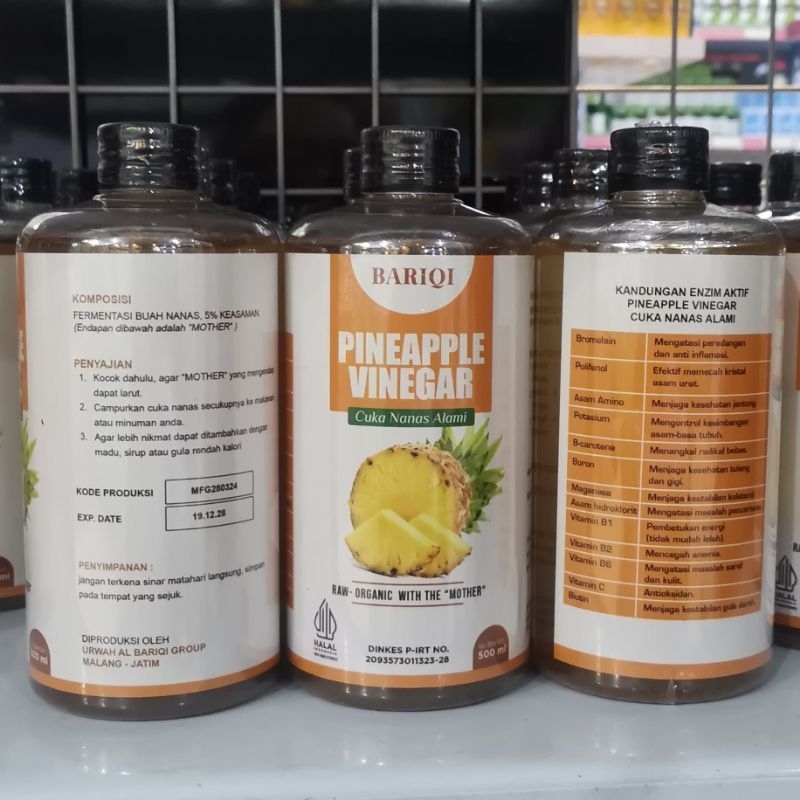 KOMPOSISI
FERMENTASI BUAH NANAS, 5% KEASAMAN.
(Endapan dibawah adalah "MOTHER" )
PENYAJIAN
1. Kocok dahulu, agar "MOTHER" yang mengendap
dapat larut.
2. Campurkan cuka nanas secukupnya ke makanan
atau minuman anda.
3. Agar lebih nikmat dapat ditambahkan dengan
madu, sirup atau gula rendah kalori
KODE PRODUKSI MFG280324
EXP. DATE 19.12.28
PENYIMPANAN :
jangan terkena sinar matahari langsung, simpan
pada tempat yang sejuk.
DIPRODUKSI OLEH
URWAH AL BARIQI GROUP
MALANG - JATIM
500 ml
BARIQI
PINEAPPLE
VINEGAR
Cuka Nanas Alami
RAW- ORGANIC WITH THE "MOTHER"
HALAL
INDONESIA
DINKES P-IRT NO.
2093573011323-28
500 ml
KANDUNGAN ENZIM AKTIF
PINEAPPLE VINEGAR
CUKA NANAS ALAMI
Bromelain Mengatasi peredangan
dan anti inflamasi.
Polifenol Efektif memecah kristal
asam urat.
Asam Amino Menjaga kesehatan jantung.
Potasium Mengontrol kesimbangan
asam-basa tubuh.
B-carotene Menangkal radikal bebas.
Boron Menjaga kesehatan tulang
dan gigi.
Maganesa Menjaga kestabilan kolesterol
Asam hidroklorit Mengatasi masalah pencernaan
Vitamin B1 Pembetukan energi
(tidak mudah lelah).
Vitamin B2 Mencegah anemia.
Vitamin B6 Mengatasi masalah saraf
dan kulit.
Vitamin C Antioksidan.
Biotin Menjaga kestabilan gula darah.